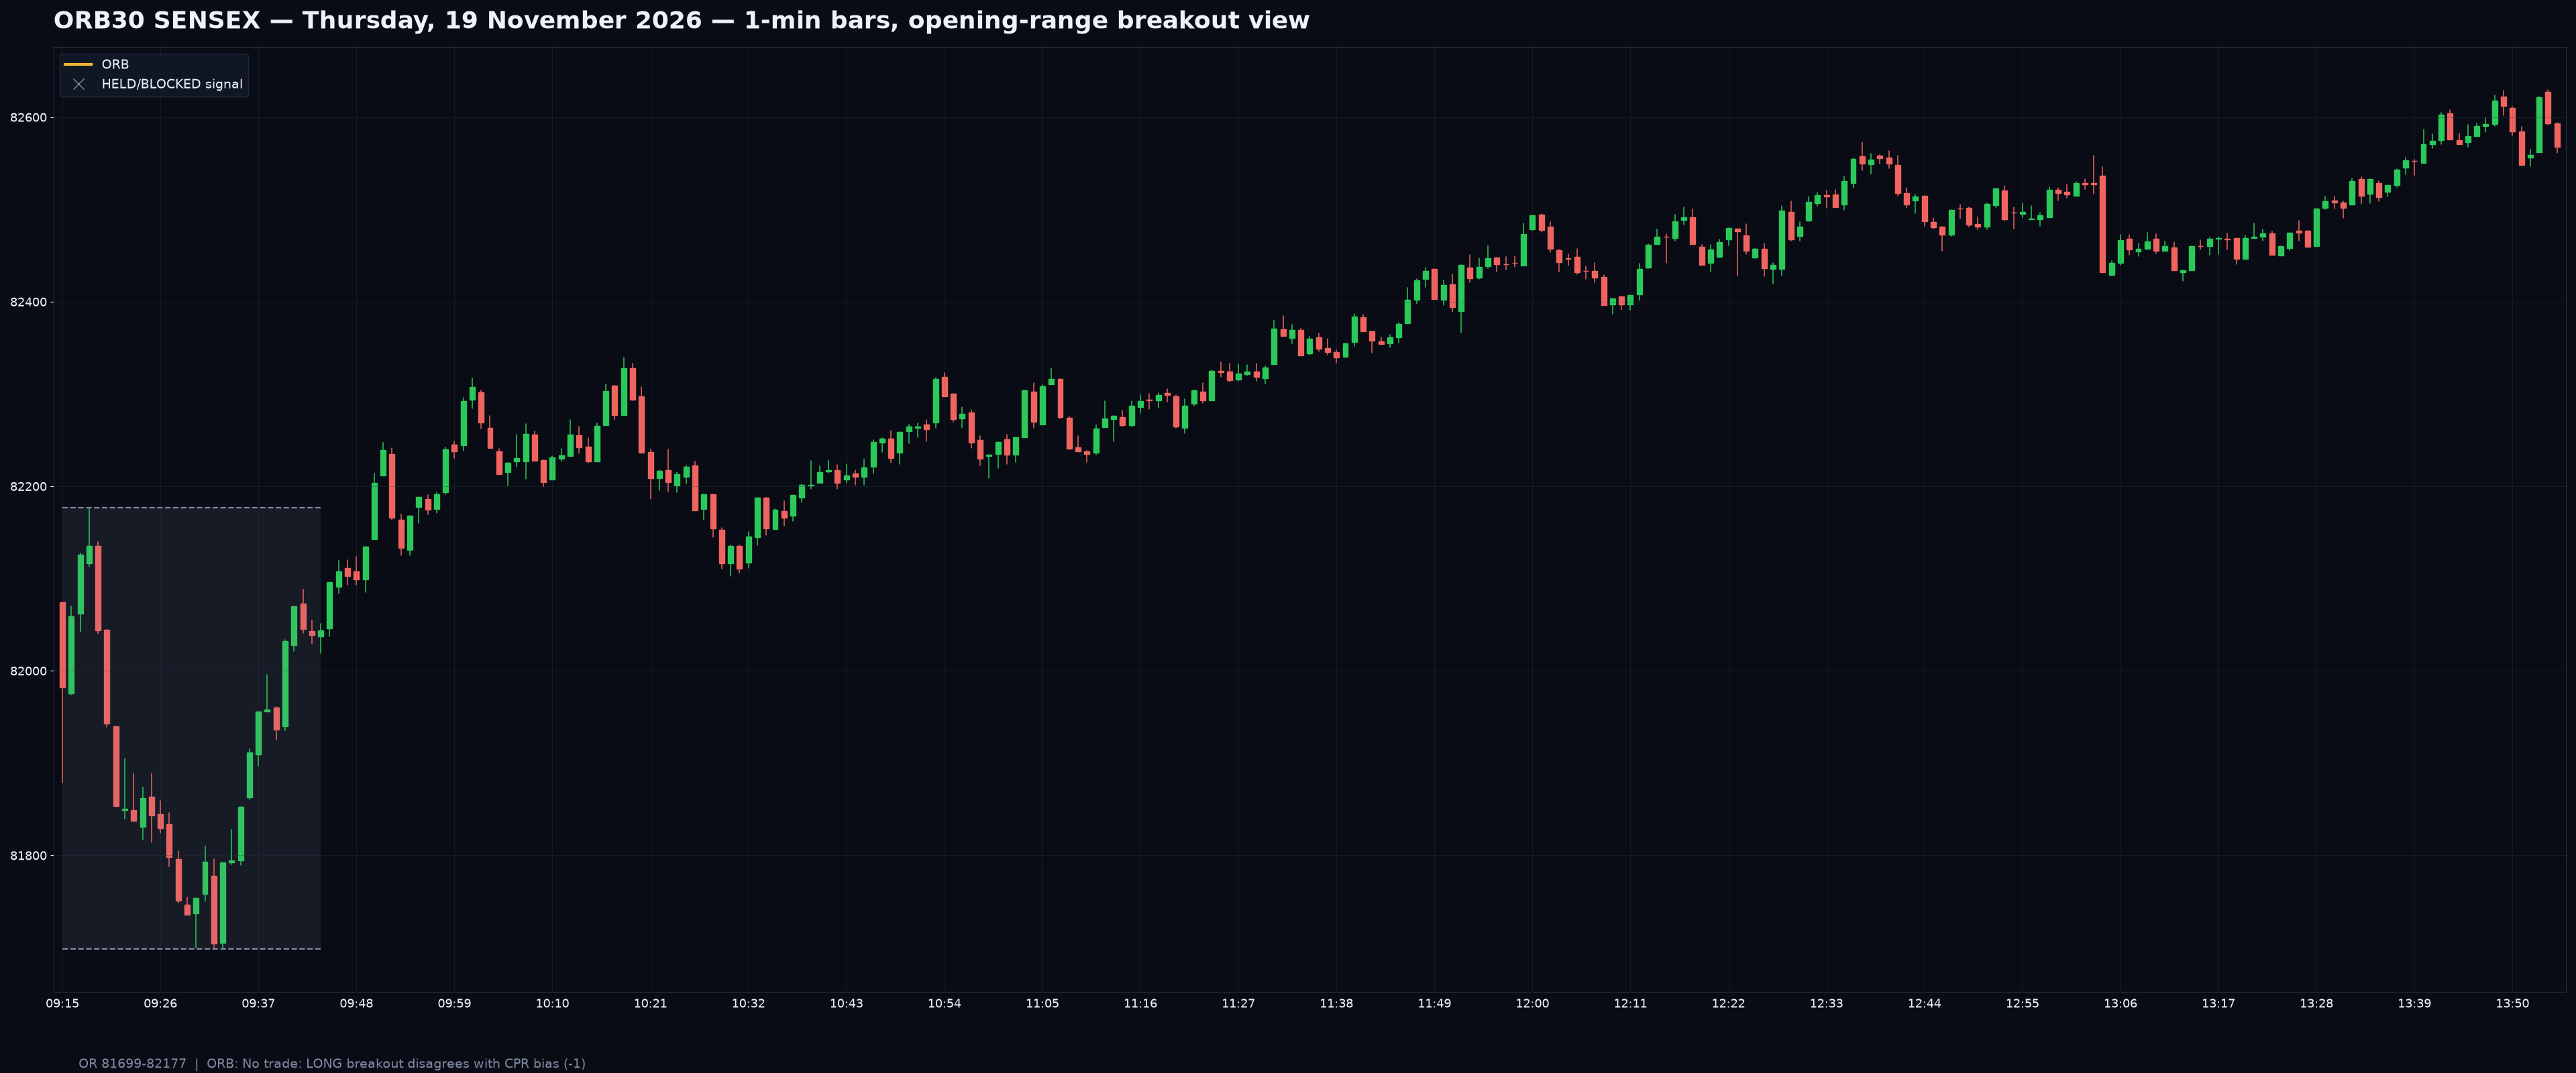 ORB30 SENSEX — Thursday, 19 November 2026 — 1-min bars, opening-range breakout view
ORB
HELD/BLOCKED signal
82600
82400
82200
82000
81800
09:15 09:26 09:37 09:48 09:59 10:10 10:21 10:32 10:43 10:54 11:05 11:16 11:27 11:38 11:49 12:00 12:11 12:22 12:33 12:44 12:55 13:06 13:17 13:28 13:39 13:50
OR 81699-82177 | ORB: No trade: LONG breakout disagrees with CPR bias (-1)